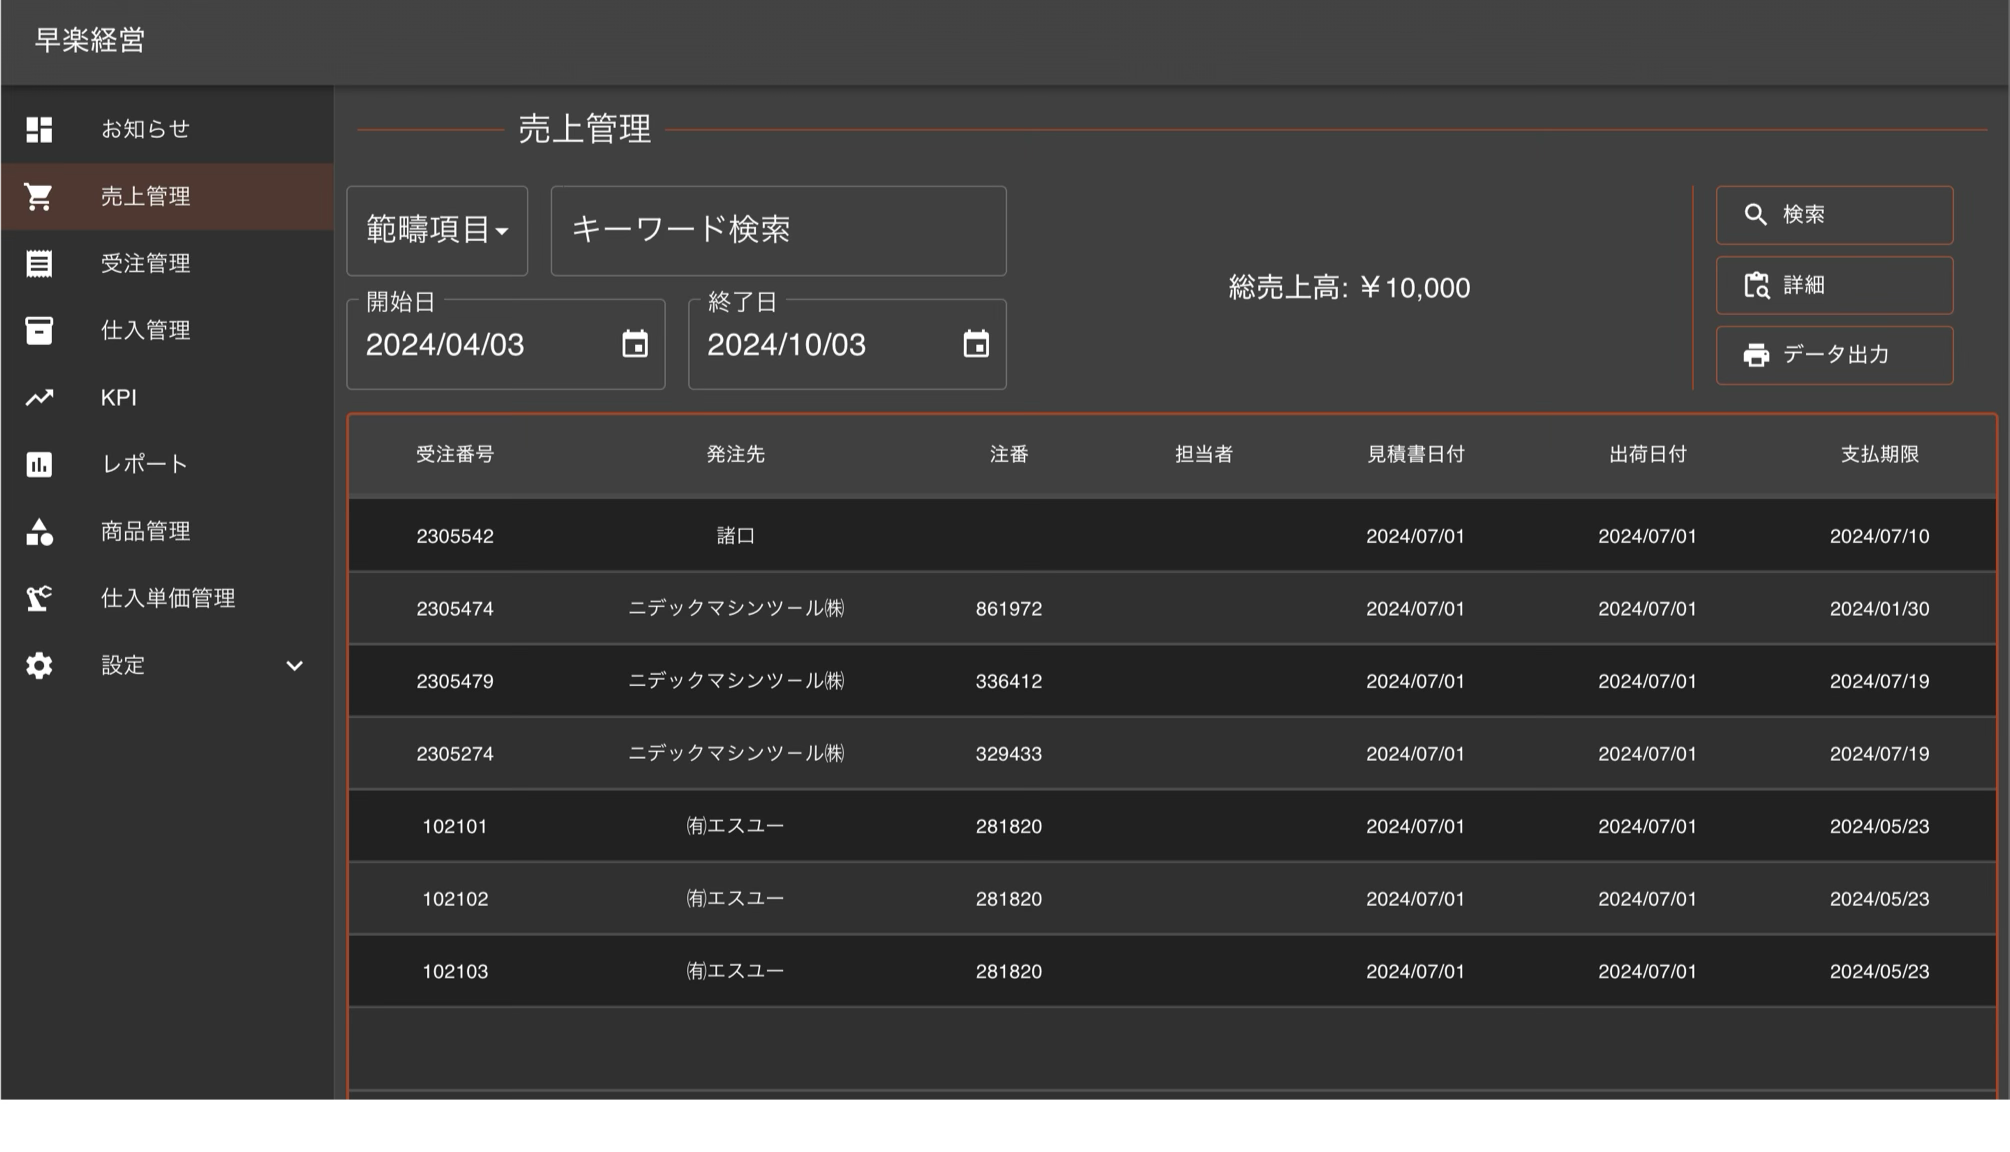 早楽経営
お知らせ
売上管理
受注管理
仕入管理
KPI
レポート
商品管理
仕入単価管理
設定
売上管理
範疇項目 キーワード検索
開始日 終了日
2024/04/03 2024/10/03
総売上高: ￥10,000
検索
詳細
データ出力
受注番号 発注先 注番 担当者 見積書日付 出荷日付 支払期限
2305542 諸口 2024/07/01 2024/07/01 2024/07/10
2305474 ニデックマシンツール㈱ 861972 2024/07/01 2024/07/01 2024/01/30
2305479 ニデックマシンツール㈱ 336412 2024/07/01 2024/07/01 2024/07/19
2305274 ニデックマシンツール㈱ 329433 2024/07/01 2024/07/01 2024/07/19
102101 ㈲エスユー 281820 2024/07/01 2024/07/01 2024/05/23
102102 ㈲エスユー 281820 2024/07/01 2024/07/01 2024/05/23
102103 ㈲エスユー 281820 2024/07/01 2024/07/01 2024/05/23